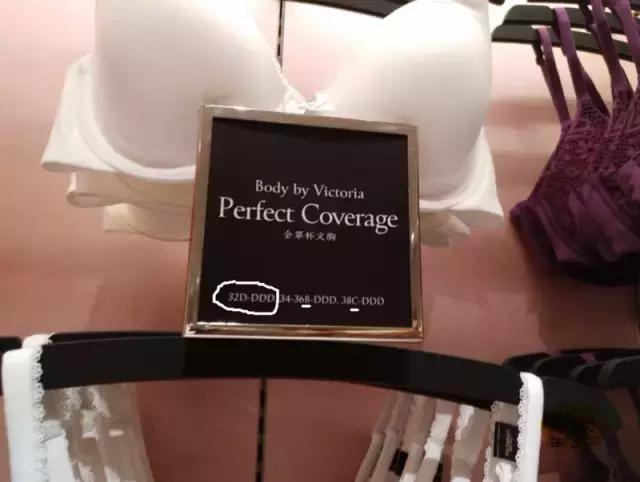 Body by Victoria
Perfect Coverage
全罩杯文胸
32D-DDD, 34-36B-DDD, 38C-DDD